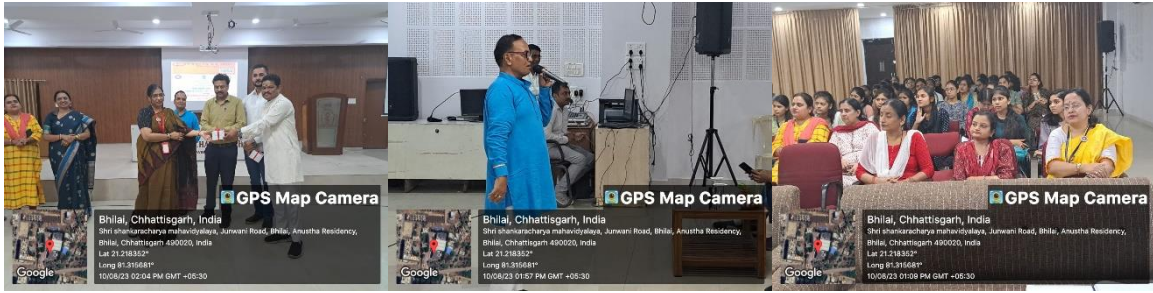 GPS Map Camera
Bhilai, Chhattisgarh, India
Shri shankaracharya mahavidyalaya, Junwani Road, Bhilai, Anustha Residency,
Bhilai, Chhattisgarh 490020, India
Lat 21.218352°
Long 81.315681°
10/08/23 02:04 PM GMT +05:30
Google
GPS Map Camera
Bhilai, Chhattisgarh, India
Shri shankaracharya mahavidyalaya, Junwani Road, Bhilai, Anustha Residency,
Bhilai, Chhattisgarh 490020, India
Lat 21.218352°
Long 81.315681°
10/08/23 01:57 PM GMT +05:30
Google
GPS Map Camera
Bhilai, Chhattisgarh, India
Shri shankaracharya mahavidyalaya, Junwani Road, Bhilai, Anustha Residency,
Bhilai, Chhattisgarh 490020, India
Lat 21.218352°
Long 81.315681°
10/08/23 01:09 PM GMT +05:30
Google